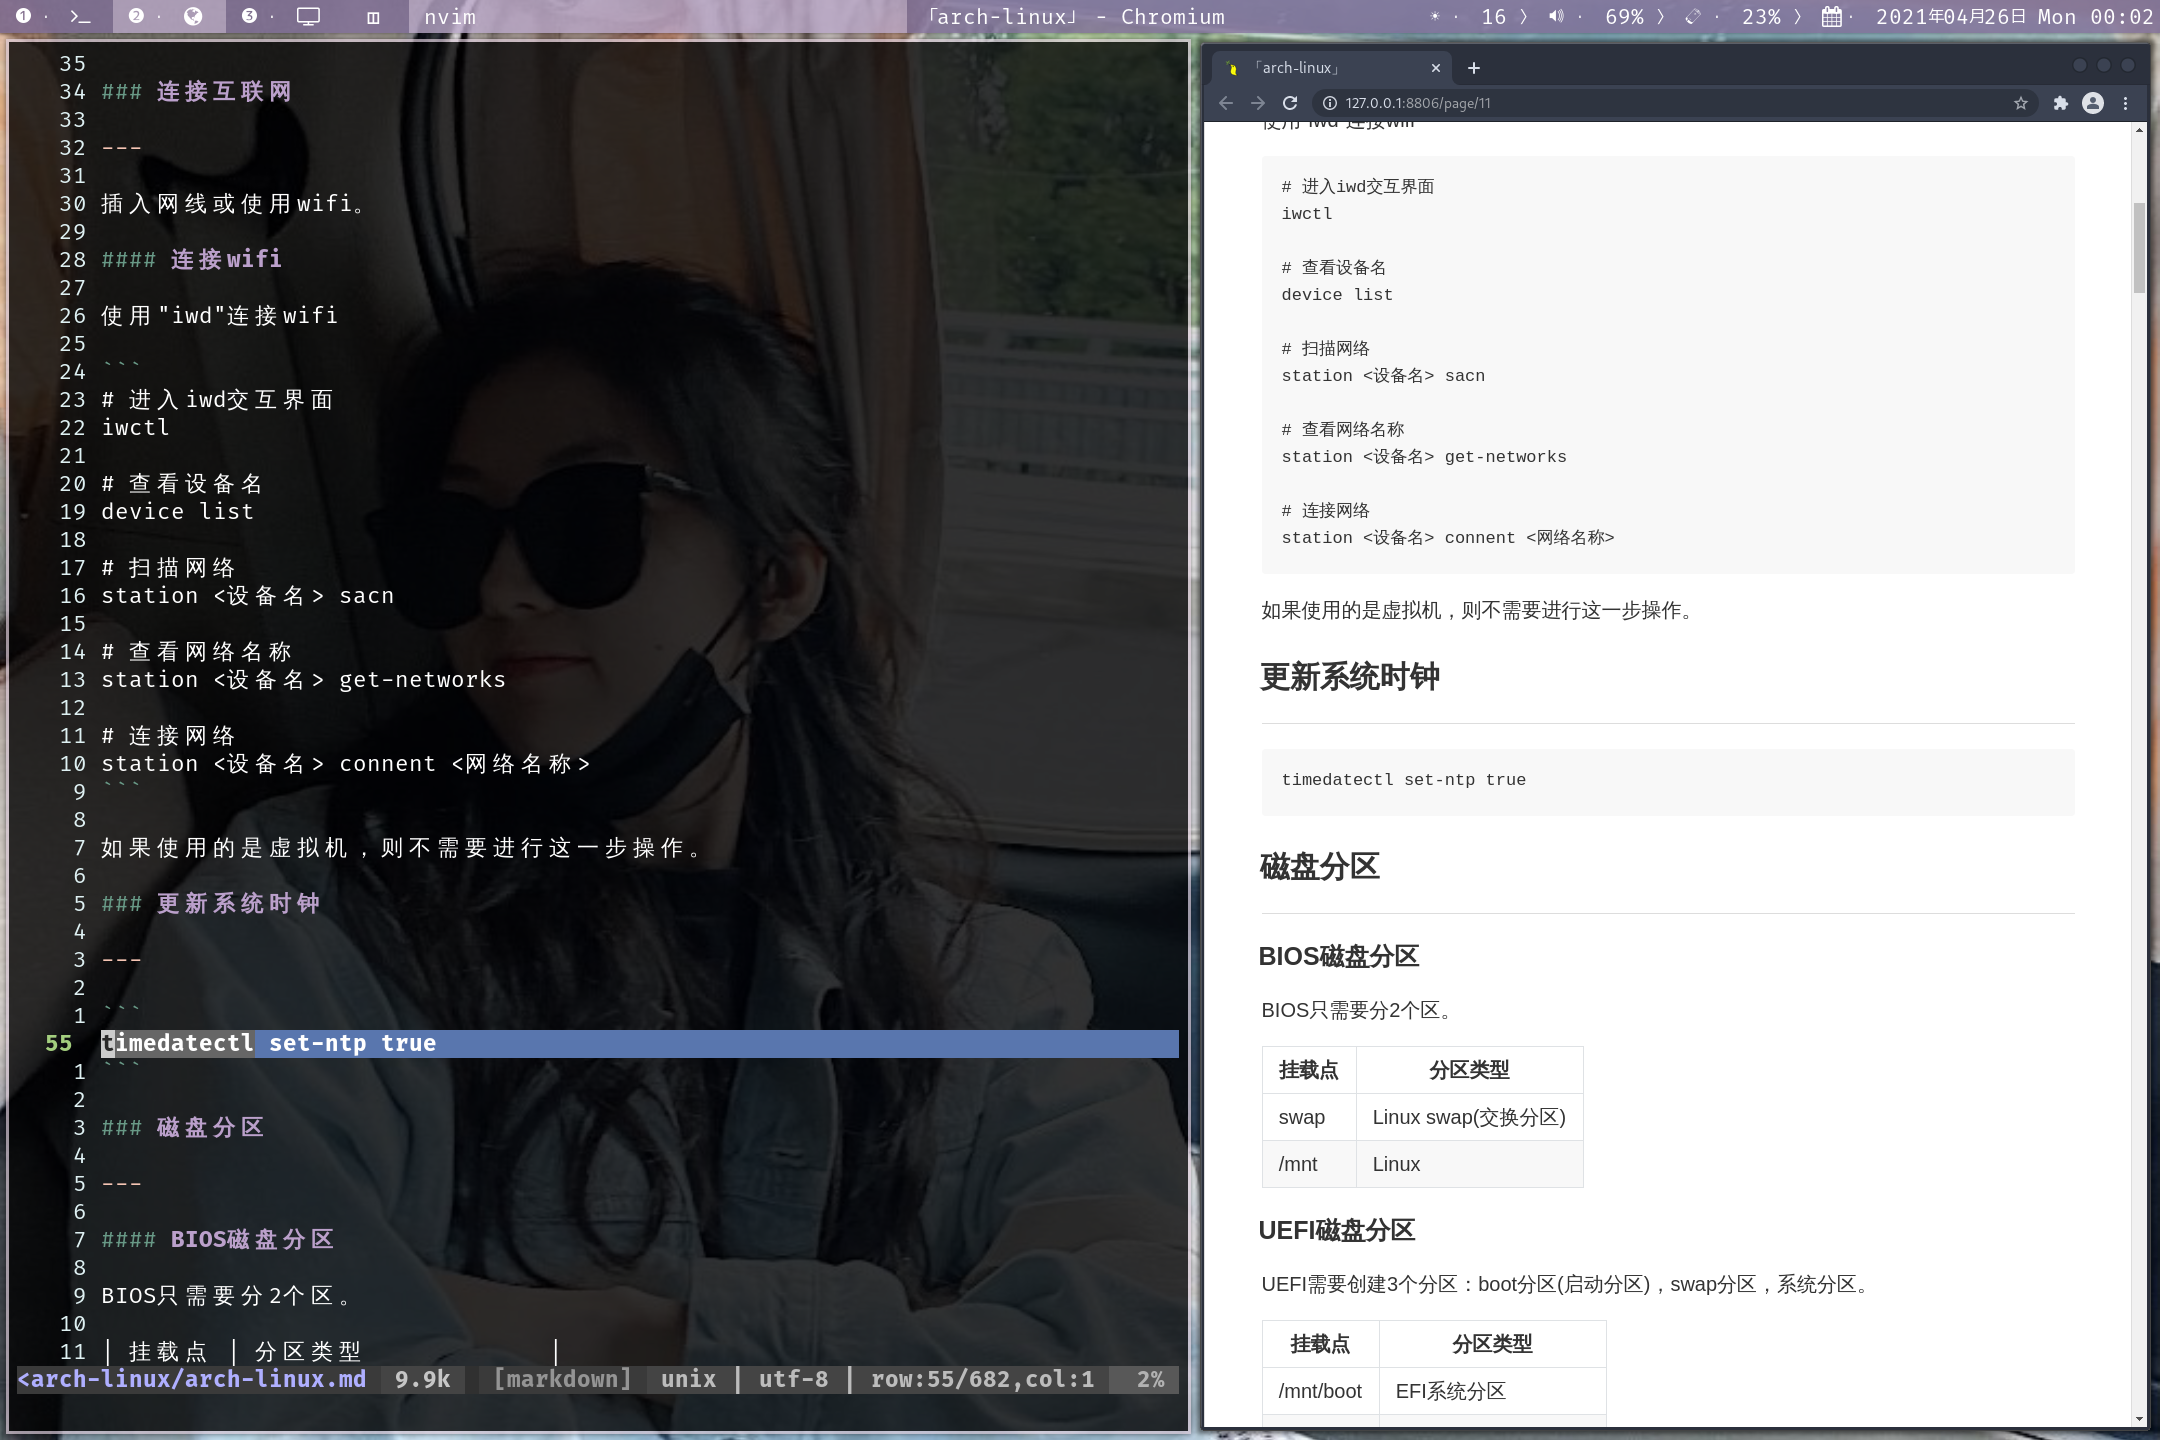 1 · 2 · 3 · nvim 「arch-linux」 - Chromium 16 〉 · 69% 〉 · 23% 〉 · 2021年04月26日 Mon 00:02
35
34 ### 连接互联网
33
32 ---
31
30 插入网线或使用wifi。
29
28 #### 连接wifi
27
26 使用"iwd"连接wifi
25
24 ```
23 # 进入iwd交互界面
22 iwctl
21
20 # 查看设备名
19 device list
18
17 # 扫描网络
16 station <设备名> sacn
15
14 # 查看网络名称
13 station <设备名> get-networks
12
11 # 连接网络
10 station <设备名> connent <网络名称>
9 ```
8
7 如果使用的是虚拟机，则不需要进行这一步操作。
6
5 ### 更新系统时钟
4
3 ---
2
1 ```
55 timedatectl set-ntp true
1 ```
2
3 ### 磁盘分区
4
5 ---
6
7 #### BIOS磁盘分区
8
9 BIOS只需要分2个区。
10
11 | 挂载点 | 分区类型 |
<arch-linux/arch-linux.md 9.9k [markdown] unix | utf-8 | row:55/682,col:1 2%
「arch-linux」
127.0.0.1:8806/page/11
使用"iwd"连接wifi
# 进入iwd交互界面
iwctl
# 查看设备名
device list
# 扫描网络
station <设备名> sacn
# 查看网络名称
station <设备名> get-networks
# 连接网络
station <设备名> connent <网络名称>
如果使用的是虚拟机，则不需要进行这一步操作。
更新系统时钟
timedatectl set-ntp true
磁盘分区
BIOS磁盘分区
BIOS只需要分2个区。
挂载点 分区类型
swap Linux swap(交换分区)
/mnt Linux
UEFI磁盘分区
UEFI需要创建3个分区：boot分区(启动分区)，swap分区，系统分区。
挂载点 分区类型
/mnt/boot EFI系统分区